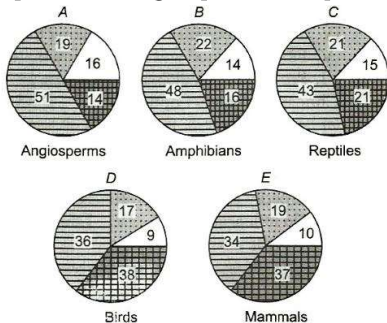 A B C
19 16 51 14
22 14 48 16
21 15 43 21
Angiosperms Amphibians Reptiles
D E
17 9 36 38
19 10 34 37
Birds Mammals